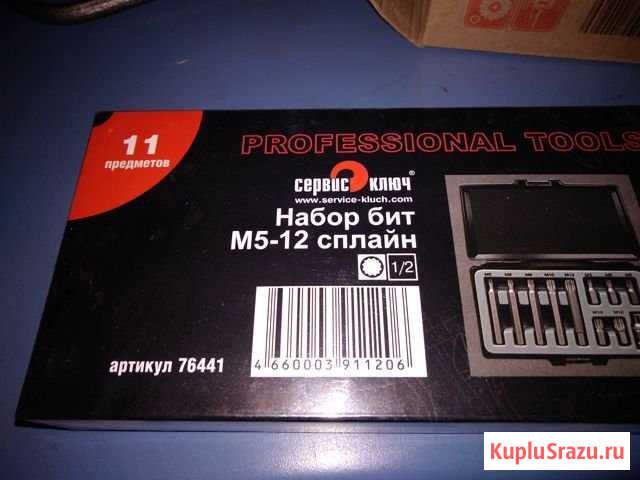 11
предметов
PROFESSIONAL TOOLS
сервис ключ®
www.service-kluch.com
Набор бит
М5-12 сплайн
1/2
артикул 76441
4 660003 911206
KupluSrazu.ru